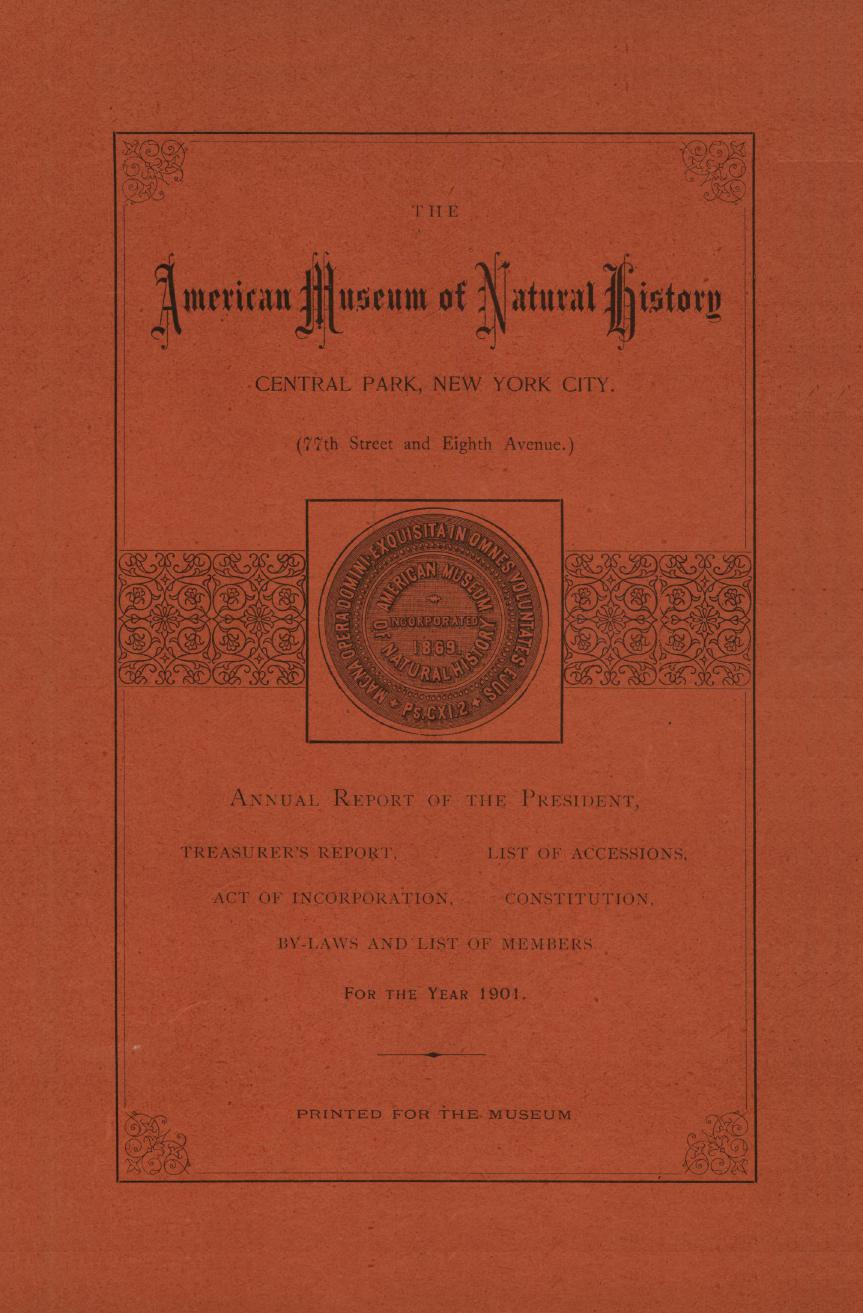 THE
American Museum of Natural History
CENTRAL PARK, NEW YORK CITY.
(77th Street and Eighth Avenue.)
MAGNA OPERA DOMINI·EXQUISITA IN OMNES VOLUNTATES EJUS
AMERICAN MUSEUM
INCORPORATED
1869.
OF NATURAL HISTORY
Ps.CXI.2
ANNUAL REPORT OF THE PRESIDENT,
TREASURER'S REPORT, LIST OF ACCESSIONS,
ACT OF INCORPORATION, CONSTITUTION,
BY-LAWS AND LIST OF MEMBERS
FOR THE YEAR 1901.
PRINTED FOR THE MUSEUM